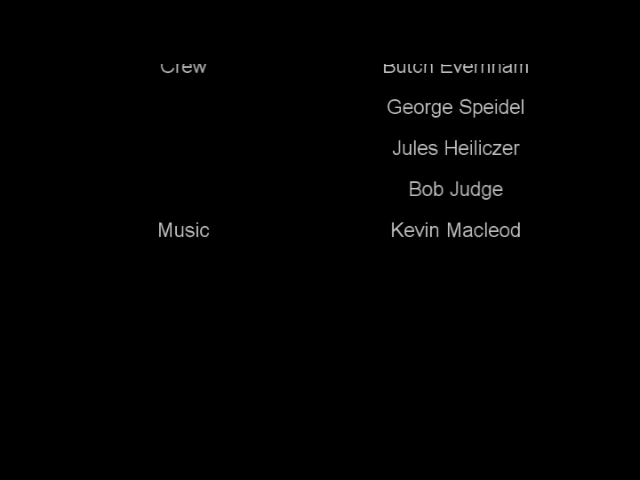 Crew Butch Evernham
George Speidel
Jules Heiliczer
Bob Judge
Music Kevin Macleod